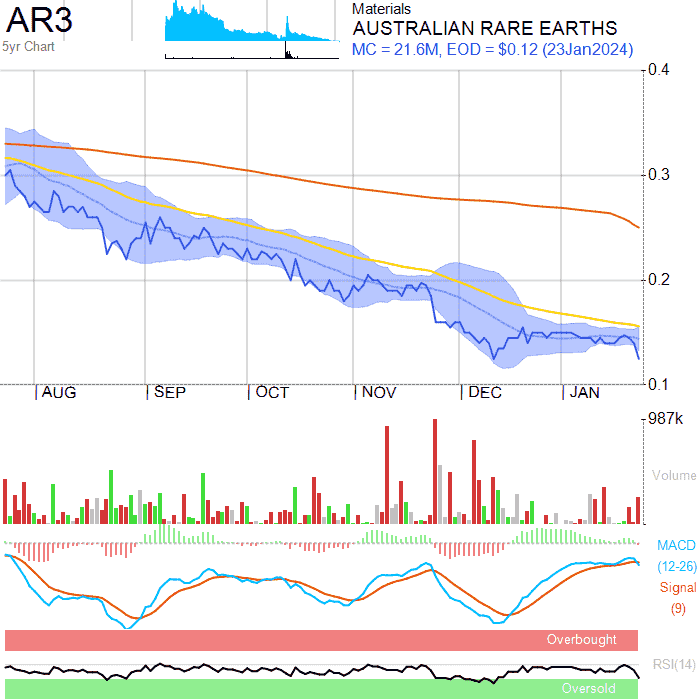 AR3
5yr Chart
Materials
AUSTRALIAN RARE EARTHS
MC = 21.6M, EOD = $0.12 (23Jan2024)
0.4
0.3
0.2
0.1
AUG SEP OCT NOV DEC JAN
987k
Volume
MACD
(12-26)
Signal
(9)
Overbought
RSI(14)
Oversold